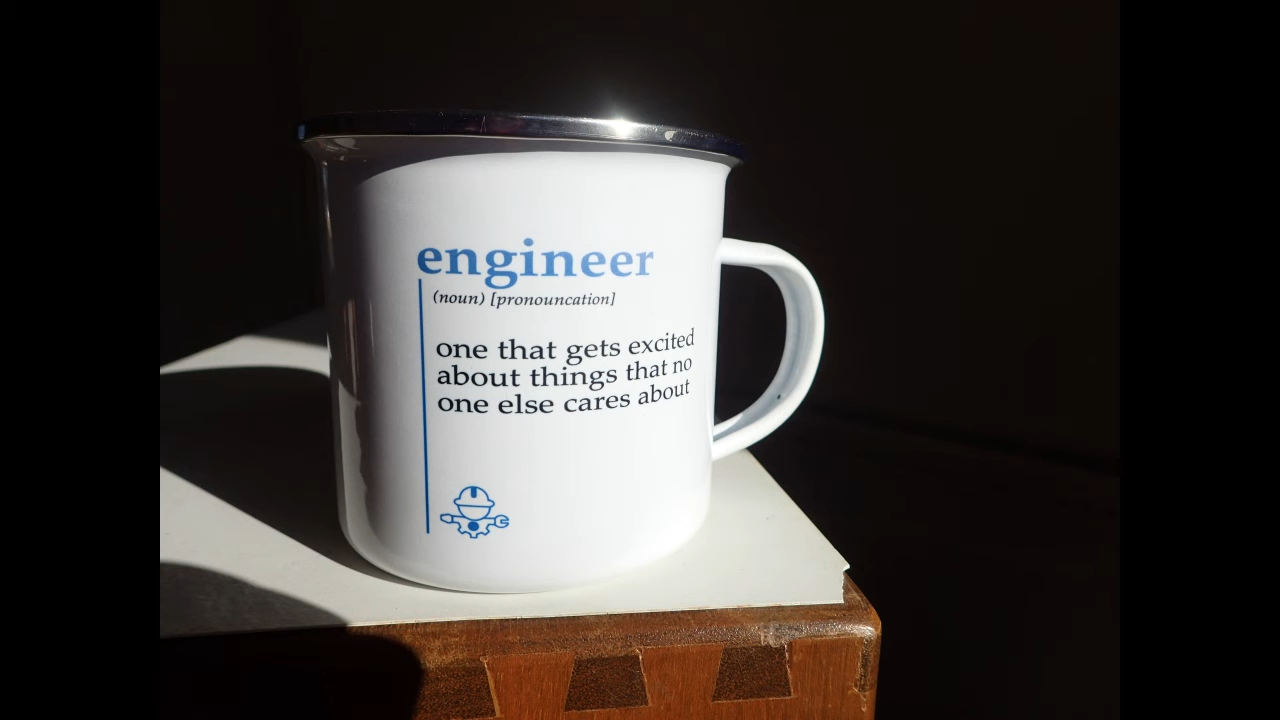 engineer
(noun) [pronouncation]
one that gets excited
about things that no
one else cares about